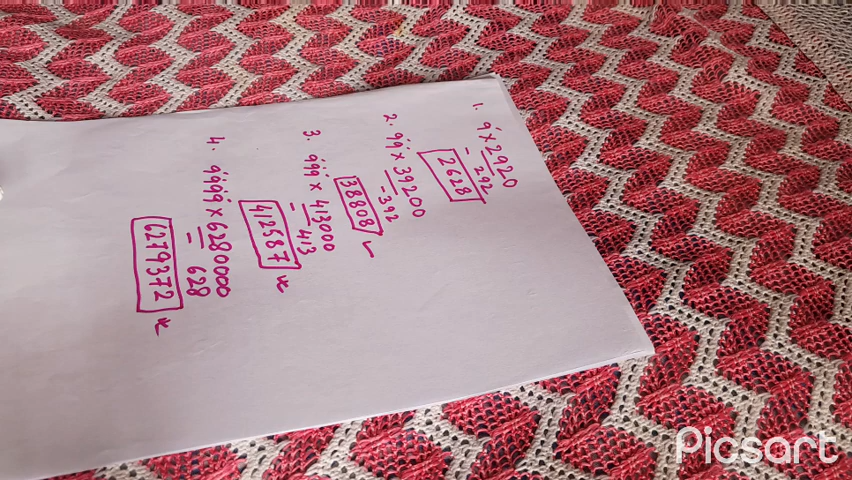 1. 9 × 2920
- 292
2628
2. 99 × 39200
- 392
38808
3. 999 × 413000
- 413
412587
4. 9999 × 6280000
- 628
6279372
Picsart